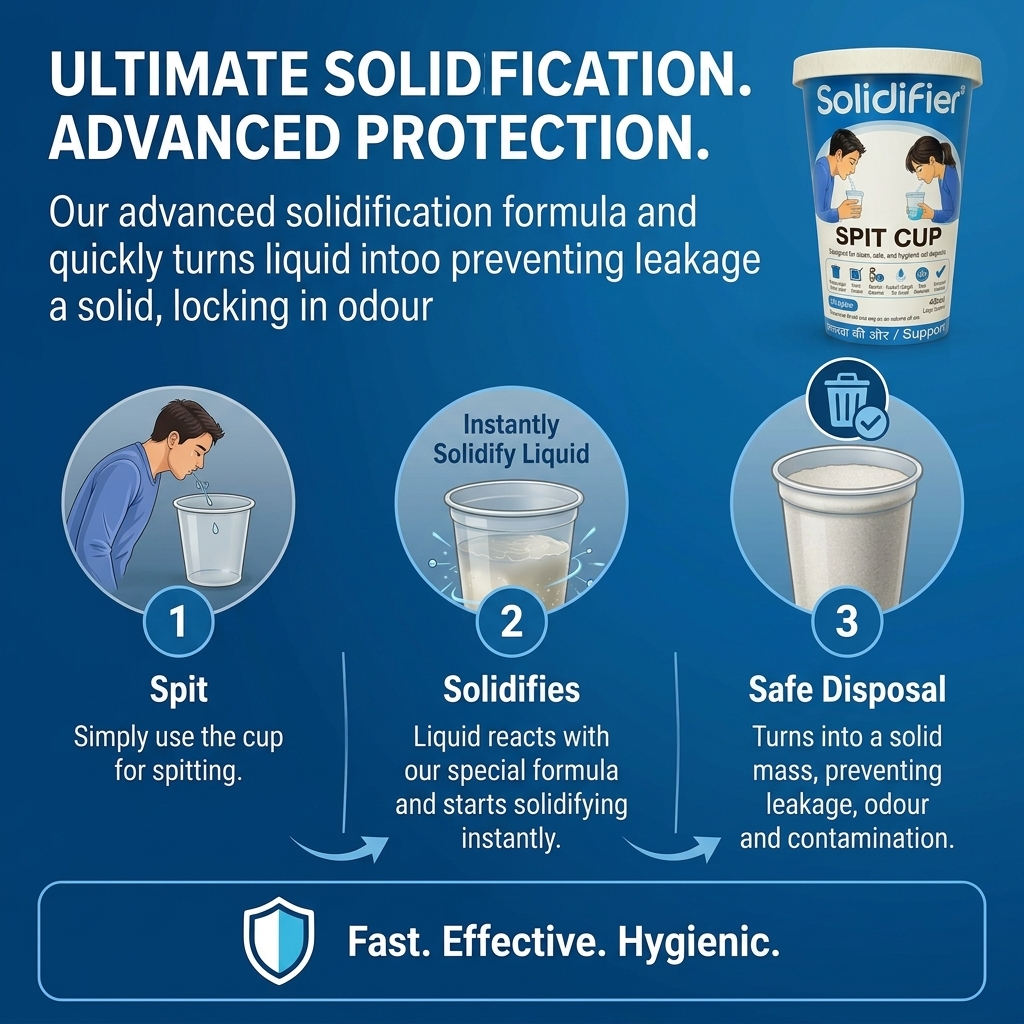 ULTIMATE SOLIDIFICATION.
ADVANCED PROTECTION.
Our advanced solidification formula and
quickly turns liquid intoo preventing leakage
a solid, locking in odour
Solidifier
SPIT CUP
/ Support
की ओर
Instantly
Solidify Liquid
1
2
3
Spit
Simply use the cup
for spitting.
Solidifies
Liquid reacts with
our special formula
and starts solidifying
instantly.
Safe Disposal
Turns into a solid
mass, preventing
leakage, odour
and contamination.
Fast. Effective. Hygienic.